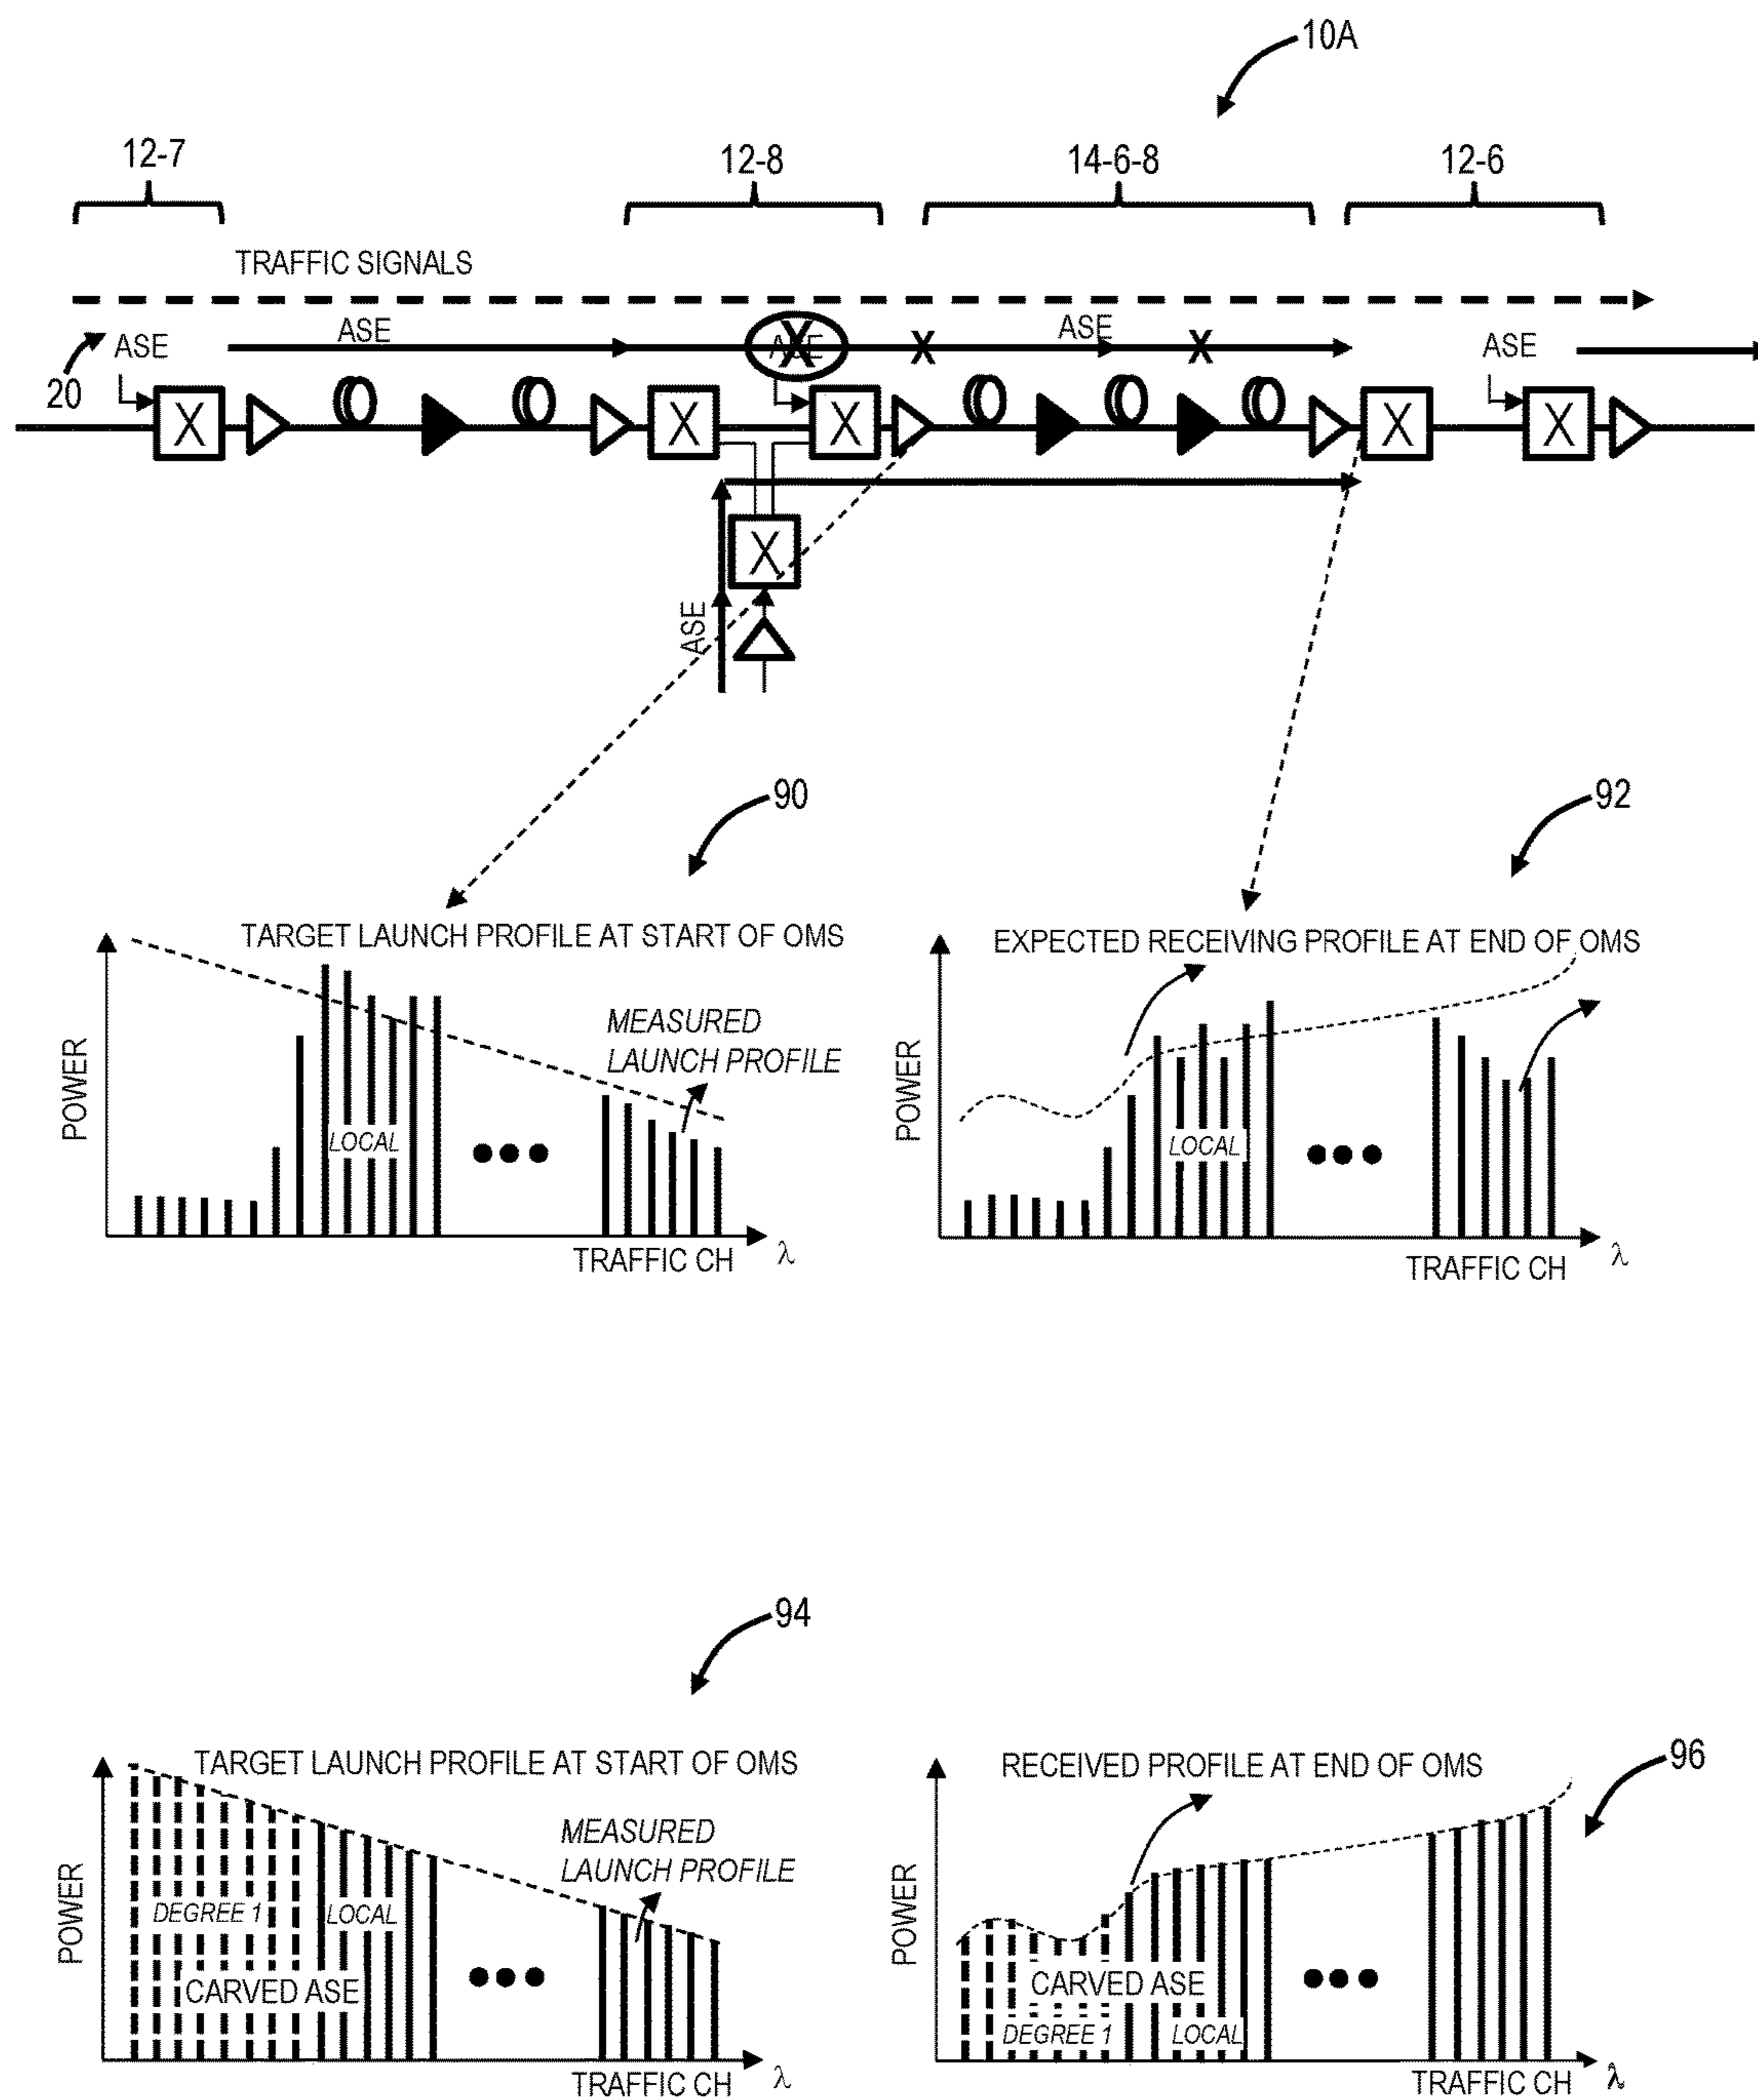 10A
12-7
12-8
14-6-8
12-6
TRAFFIC SIGNALS
ASE
ASE
ASE
ASE
ASE
20
X
X
X
X
X
X
X
X
X
ASE
90
92
TARGET LAUNCH PROFILE AT START OF OMS
MEASURED
LAUNCH PROFILE
POWER
LOCAL
TRAFFIC CH
λ
EXPECTED RECEIVING PROFILE AT END OF OMS
POWER
LOCAL
TRAFFIC CH
λ
94
96
TARGET LAUNCH PROFILE AT START OF OMS
MEASURED
LAUNCH PROFILE
POWER
DEGREE 1
LOCAL
CARVED ASE
TRAFFIC CH
λ
RECEIVED PROFILE AT END OF OMS
POWER
CARVED ASE
DEGREE 1
LOCAL
TRAFFIC CH
λ